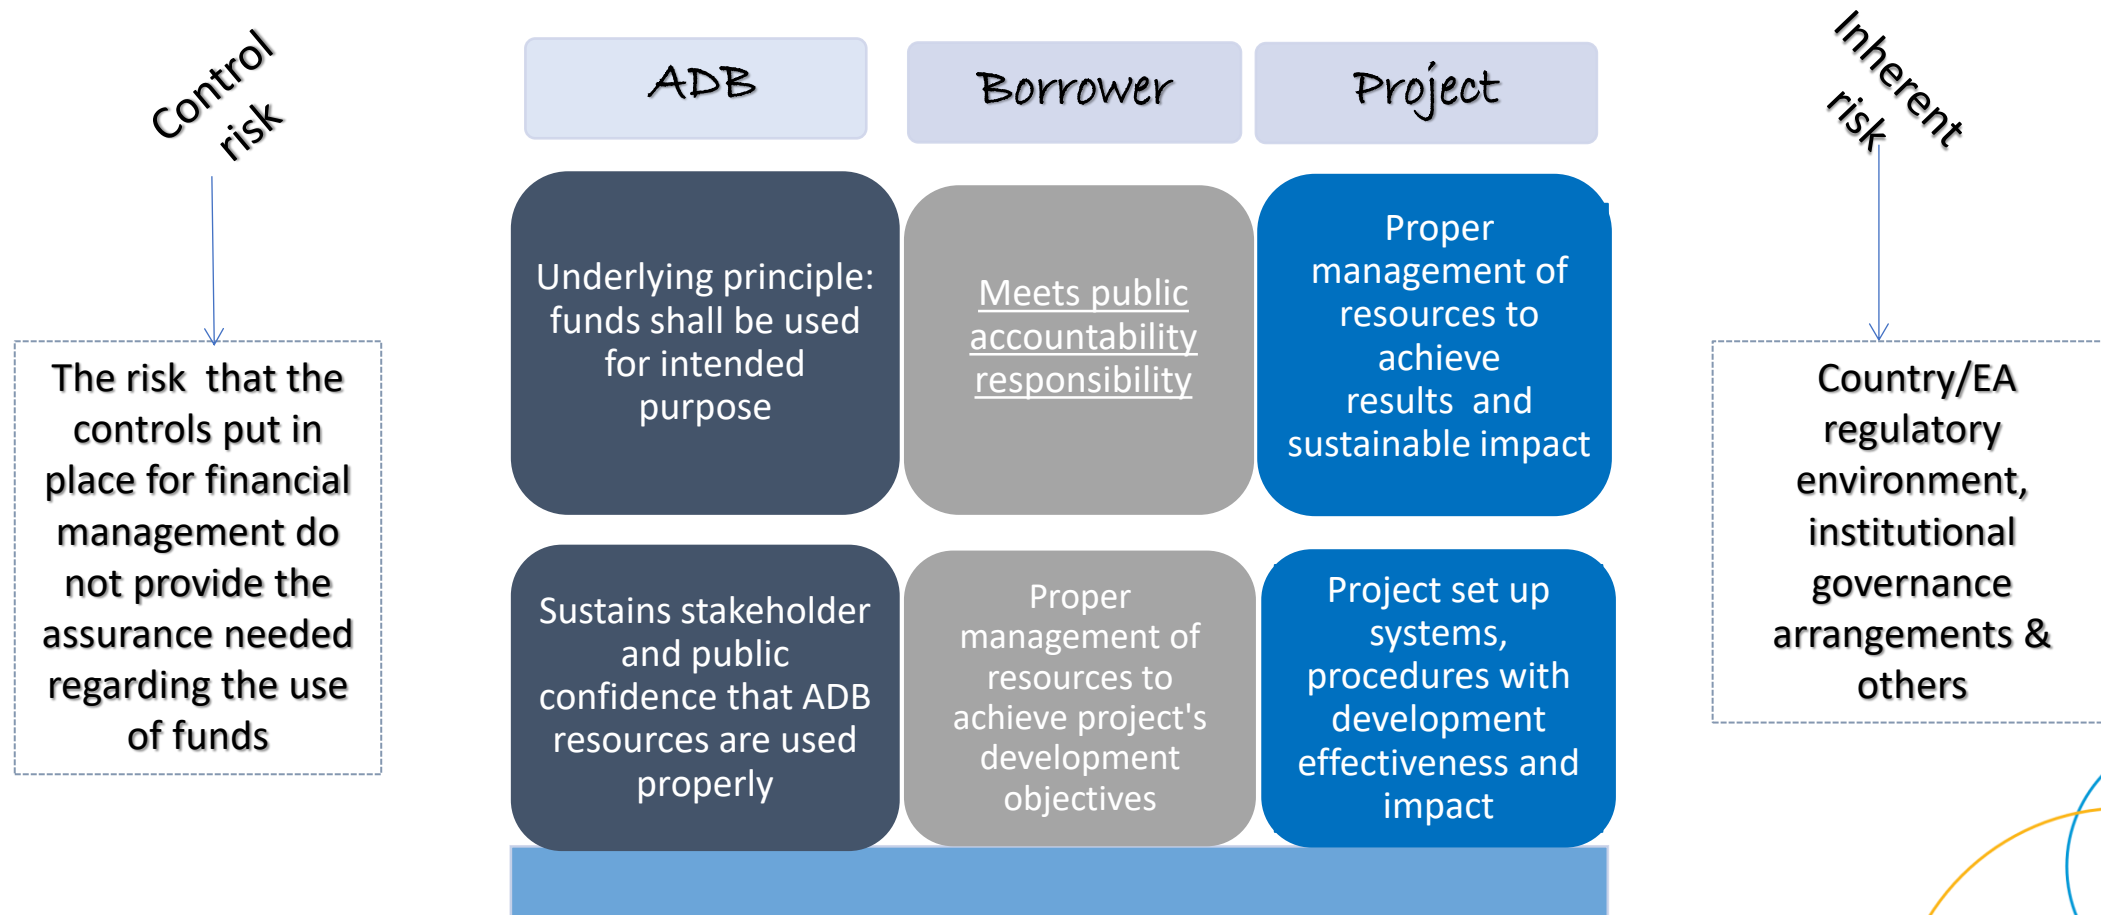 Control
risk
The risk  that the
controls put in
place for financial
management do
not provide the
assurance needed
regarding the use
of funds
ADB
Underlying principle:
funds shall be used
for intended
purpose
Sustains stakeholder
and public
confidence that ADB
resources are used
properly
Borrower
Meets public
accountability
responsibility
Proper
management of
resources to
achieve project's
development
objectives
Project
Proper
management of
resources to
achieve
results  and
sustainable impact
Project set up
systems,
procedures with
development
effectiveness and
impact
Inherent
risk
Country/EA
regulatory
environment,
institutional
governance
arrangements &
others